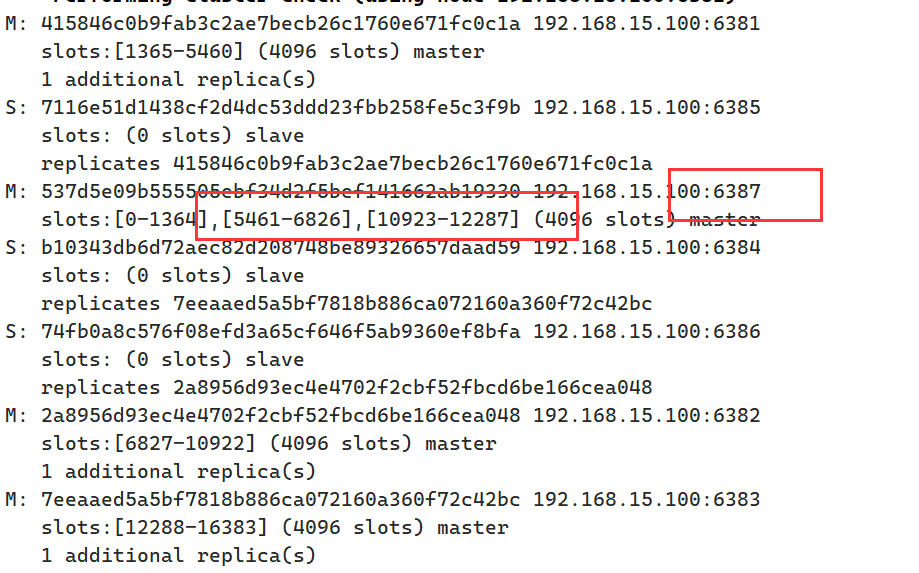 Performing Cluster Check (using node
M: 415846c0b9fab3c2ae7becb26c1760e671fc0c1a 192.168.15.100:6381
slots:[1365-5460] (4096 slots) master
1 additional replica(s)
S: 7116e51d1438cf2d4dc53ddd23fbb258fe5c3f9b 192.168.15.100:6385
slots: (0 slots) slave
replicates 415846c0b9fab3c2ae7becb26c1760e671fc0c1a
M: 537d5e09b555505ebf34d2f5bef141662ab19330 192.168.15.100:6387
slots:[0-1364],[5461-6826],[10923-12287] (4096 slots) master
S: b10343db6d72aec82d208748be89326657daad59 192.168.15.100:6384
slots: (0 slots) slave
replicates 7eeaaed5a5bf7818b886ca072160a360f72c42bc
S: 74fb0a8c576f08efd3a65cf646f5ab9360ef8bfa 192.168.15.100:6386
slots: (0 slots) slave
replicates 2a8956d93ec4e4702f2cbf52fbcd6be166cea048
M: 2a8956d93ec4e4702f2cbf52fbcd6be166cea048 192.168.15.100:6382
slots:[6827-10922] (4096 slots) master
1 additional replica(s)
M: 7eeaaed5a5bf7818b886ca072160a360f72c42bc 192.168.15.100:6383
slots:[12288-16383] (4096 slots) master
1 additional replica(s)